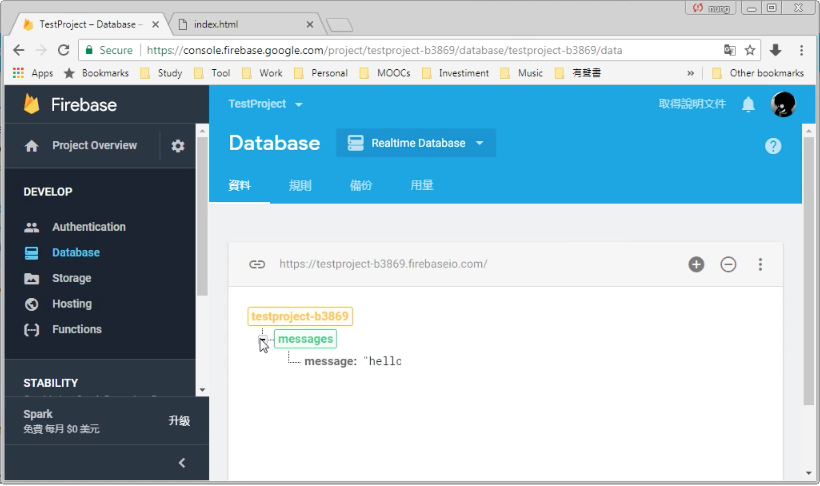 nung
TestProject – Database –
index.html
Secure https://console.firebase.google.com/project/testproject-b3869/database/testproject-b3869/data
Apps Bookmarks Study Tool Work Personal MOOCs Investiment Music 有聲書 » Other bookmarks
Firebase
TestProject
取得說明文件
Project Overview
Database
Realtime Database
DEVELOP
資料 規則 備份 用量
Authentication
Database
Storage
Hosting
Functions
https://testproject-b3869.firebaseio.com/
testproject-b3869
messages
message: "hello
STABILITY
Spark
免費 每月 $0 美元
升級